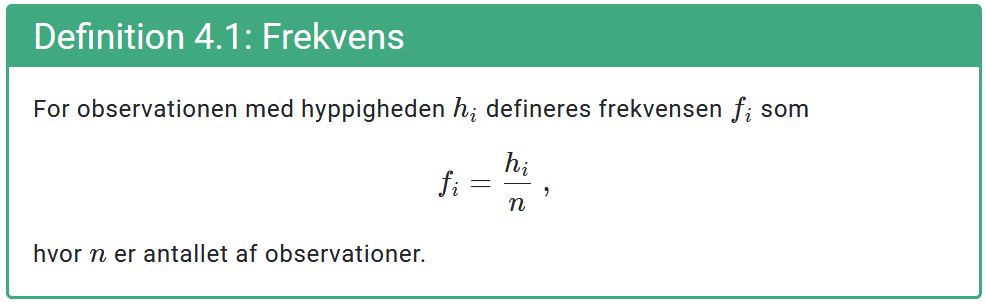 Definition 4.1: Frekvens
For observationen med hyppigheden $h_i$ defineres frekvensen $f_i$ som
$f_i = \frac{h_i}{n}$ ,
hvor $n$ er antallet af observationer.